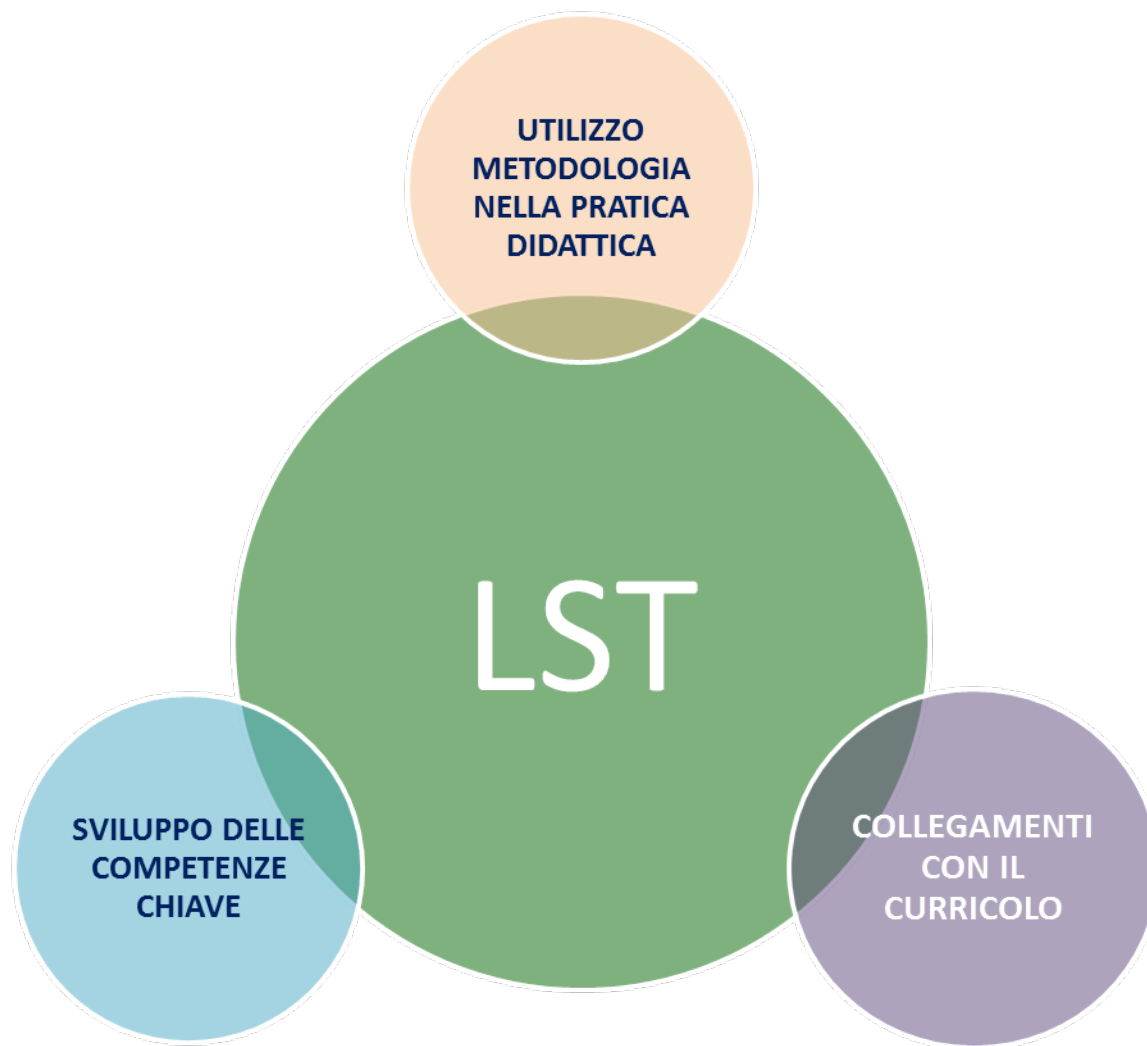 UTILIZZO
METODOLOGIA
NELLA PRATICA
DIDATTICA
LST
SVILUPPO DELLE
COMPETENZE
CHIAVE
COLLEGAMENTI
CON IL
CURRICOLO